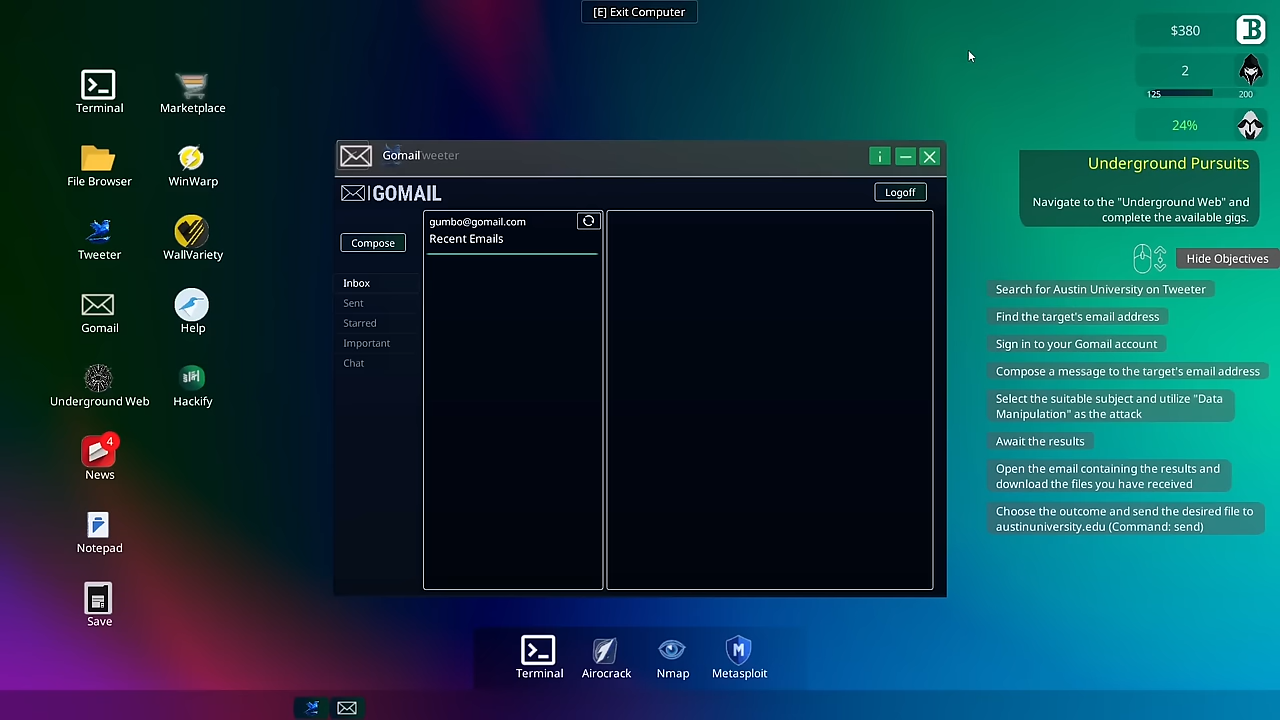 [E] Exit Computer
$380
B
2
125
200
24%
Underground Pursuits
Navigate to the "Underground Web" and
complete the available gigs.
Hide Objectives
Search for Austin University on Tweeter
Find the target's email address
Sign in to your Gomail account
Compose a message to the target's email address
Select the suitable subject and utilize "Data
Manipulation" as the attack
Await the results
Open the email containing the results and
download the files you have received
Choose the outcome and send the desired file to
austinuniversity.edu (Command: send)
Terminal
Marketplace
File Browser
WinWarp
Tweeter
WallVariety
Gomail
Help
Underground Web
Hackify
4
News
Notepad
Save
Gomail
i
GOMAIL
Logoff
Compose
Inbox
Sent
Starred
Important
Chat
gumbo@gomail.com
Recent Emails
Terminal
Airocrack
Nmap
M
Metasploit